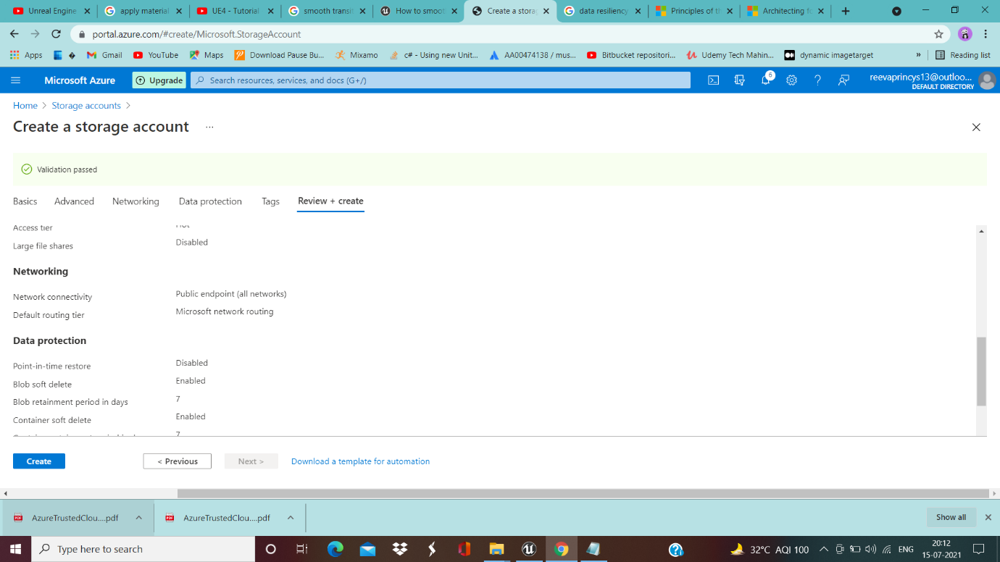 Unreal Engine
apply material
UE4 - Tutorial
smooth transit
How to smoot
Create a storag
data resiliency
Principles of th
Architecting fo
portal.azure.com/#create/Microsoft.StorageAccount
Apps
Gmail
YouTube
Maps
Download Pause Bu...
Mixamo
c# - Using new Unit...
AA00474138 / mus...
Bitbucket repositori...
Udemy Tech Mahin...
dynamic imagetarget
»
Reading list
Microsoft Azure
Upgrade
Search resources, services, and docs (G+/)
6
reevaprincys13@outloo...
DEFAULT DIRECTORY
Home > Storage accounts >
Create a storage account ...
Validation passed
Basics Advanced Networking Data protection Tags Review + create
Access tier Hot
Large file shares Disabled
Networking
Network connectivity Public endpoint (all networks)
Default routing tier Microsoft network routing
Data protection
Point-in-time restore Disabled
Blob soft delete Enabled
Blob retainment period in days 7
Container soft delete Enabled
7
Create < Previous Next > Download a template for automation
AzureTrustedClou....pdf
AzureTrustedClou....pdf
Show all
Type here to search
32°C AQI 100
ENG
20:12
15-07-2021